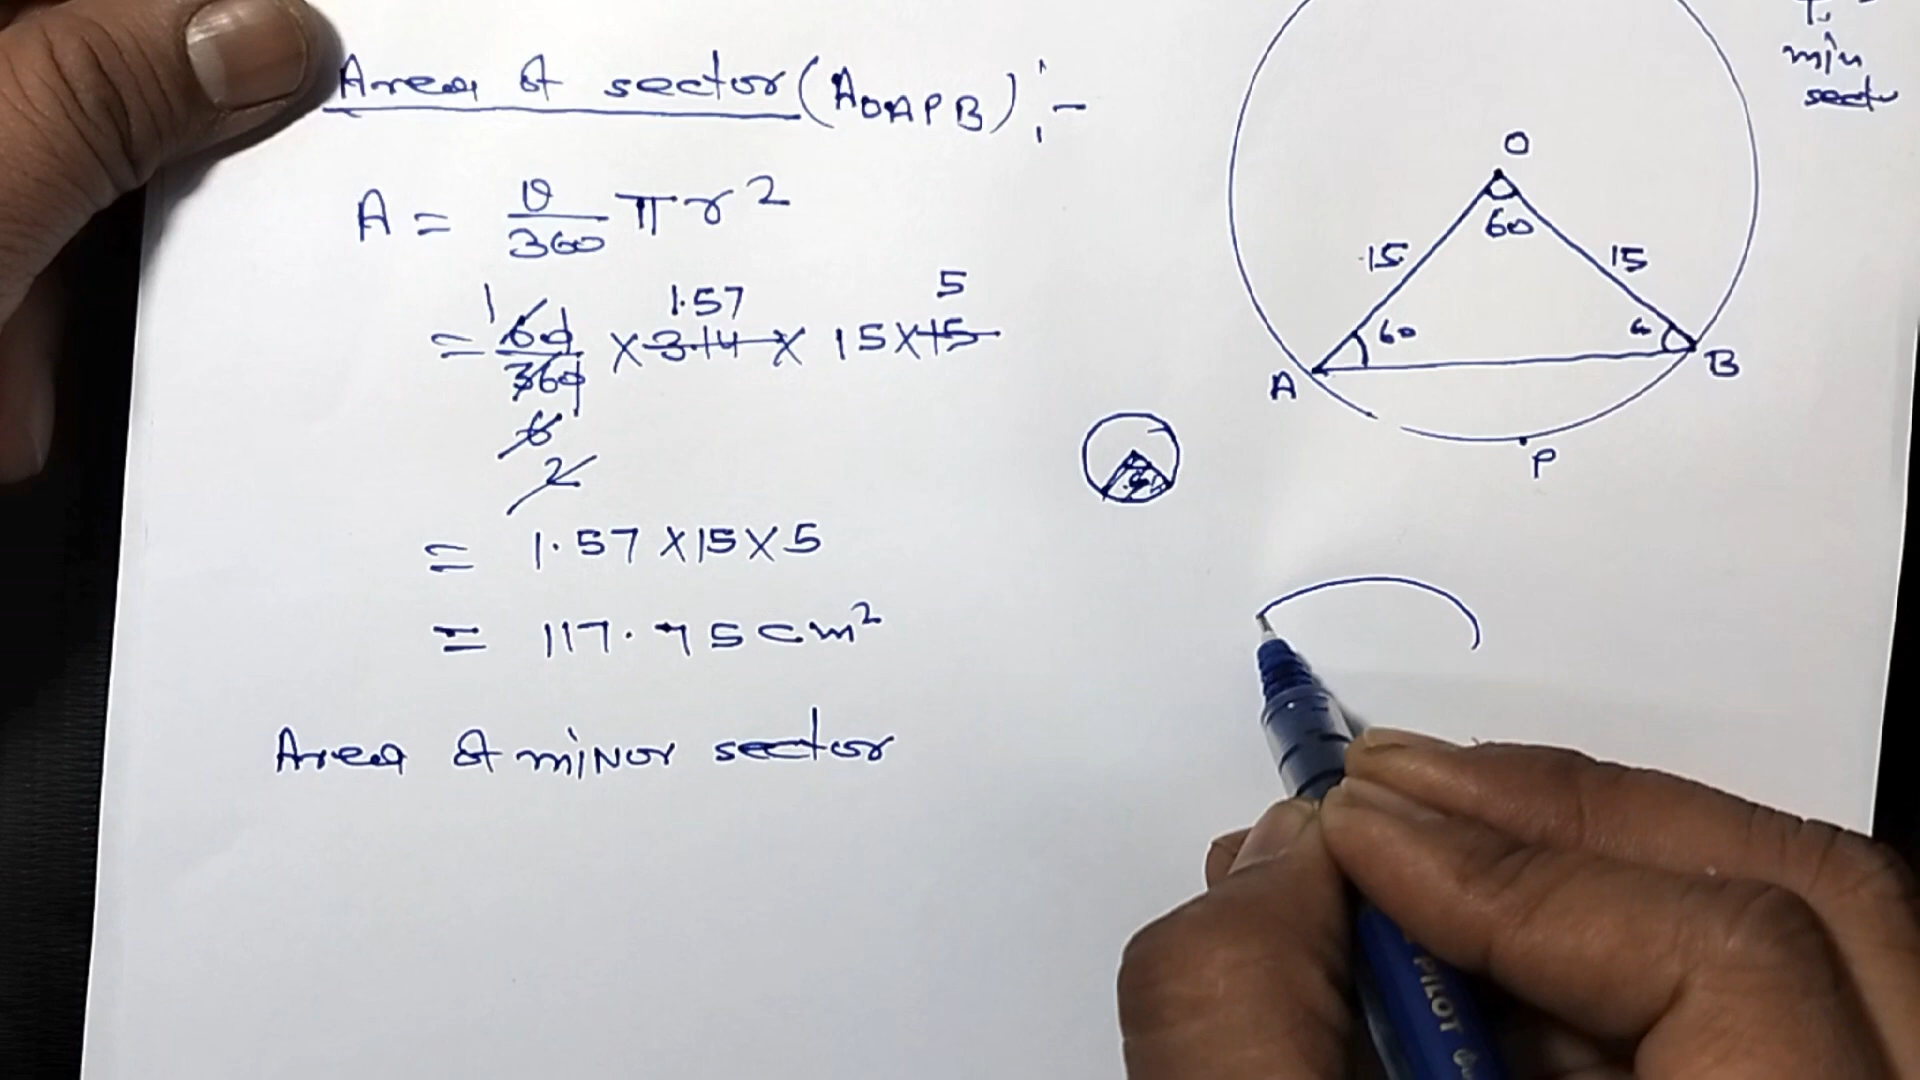 Area of sector (AOAPB) :-
A = θ/360 π r²
= 60/360 × 3.14 × 15 × 15
1 1.57 5
6
2
= 1.57 × 15 × 5
= 117.75 cm²
Area of minor sector
min
sector
O
60
15 15
60
A B
P
PILOT